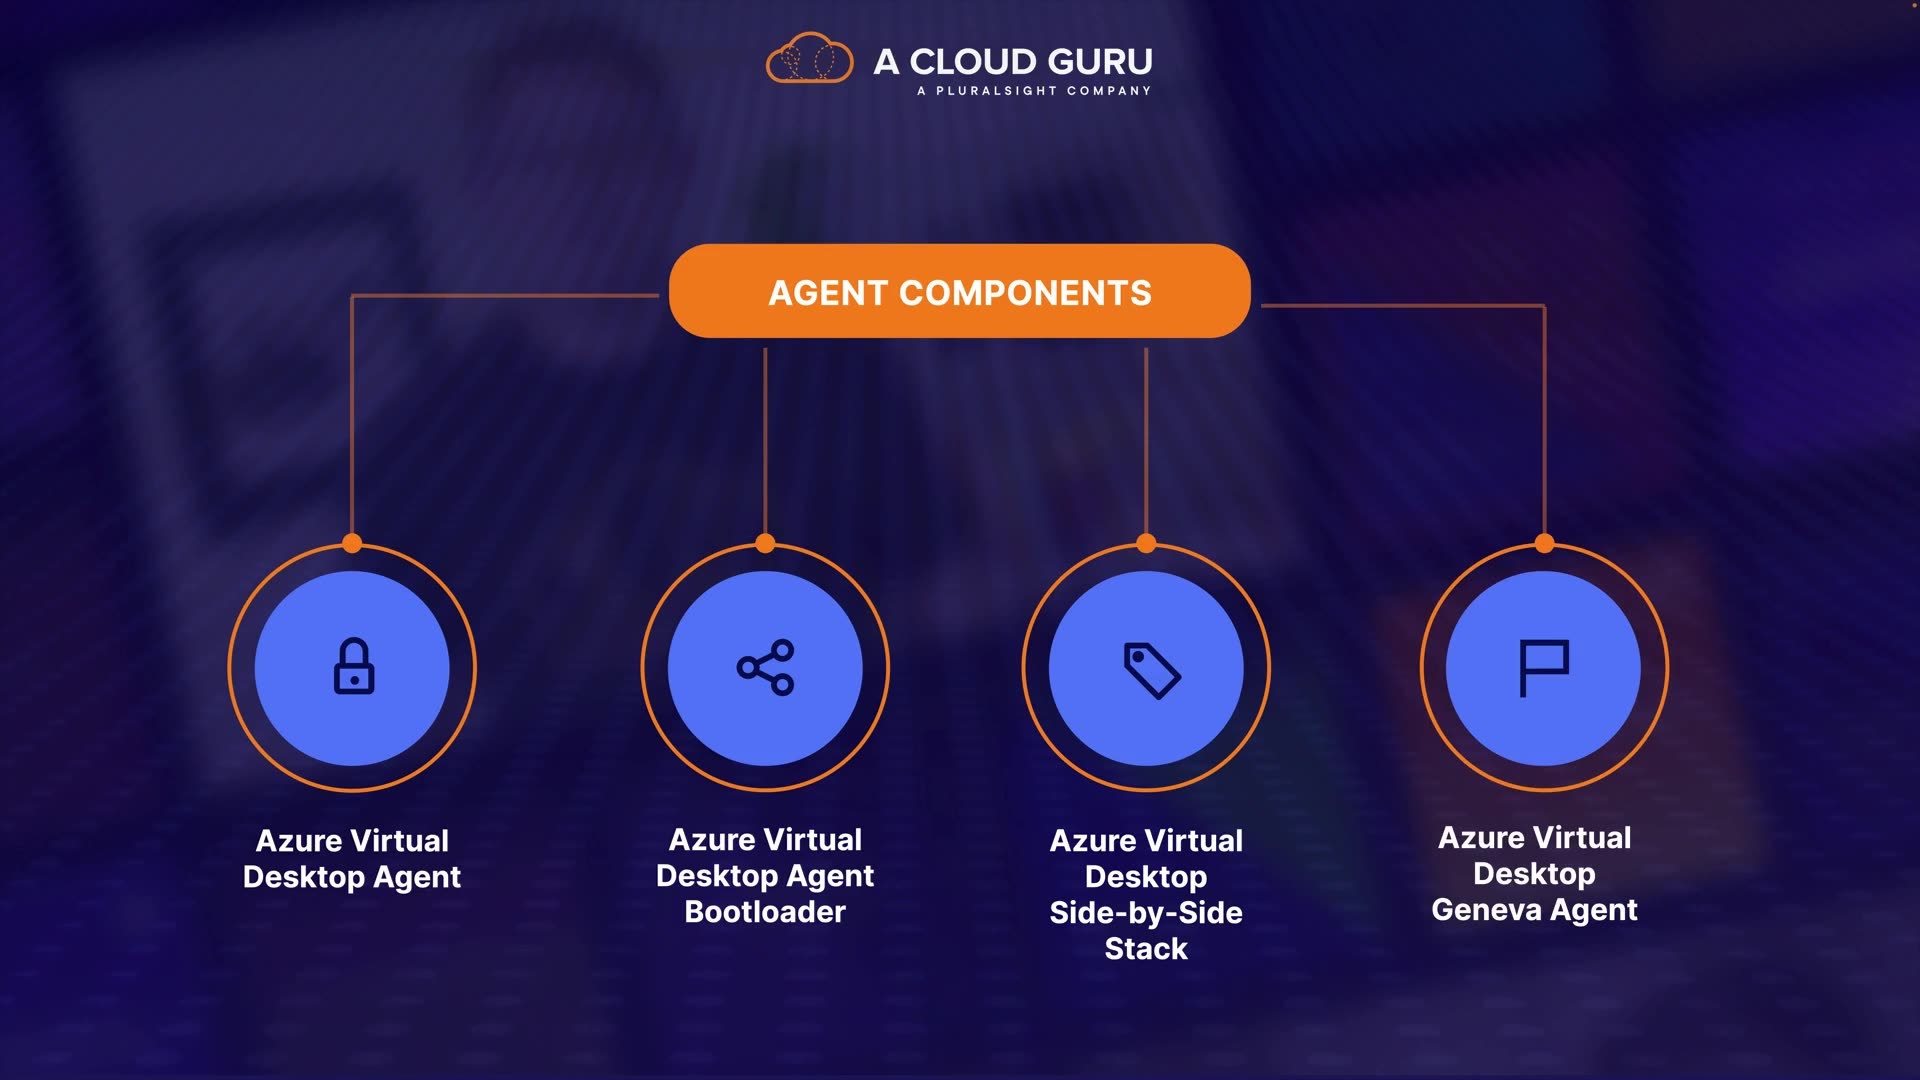 A CLOUD GURU
A PLURALSIGHT COMPANY
AGENT COMPONENTS
Azure Virtual
Desktop Agent
Azure Virtual
Desktop Agent
Bootloader
Azure Virtual
Desktop
Side-by-Side
Stack
Azure Virtual
Desktop
Geneva Agent